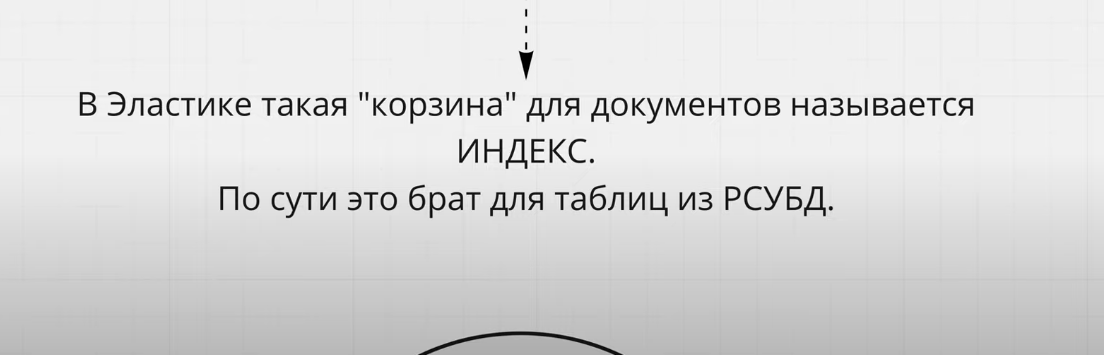 В Эластике такая "корзина" для документов называется
ИНДЕКС.
По сути это брат для таблиц из РСУБД.